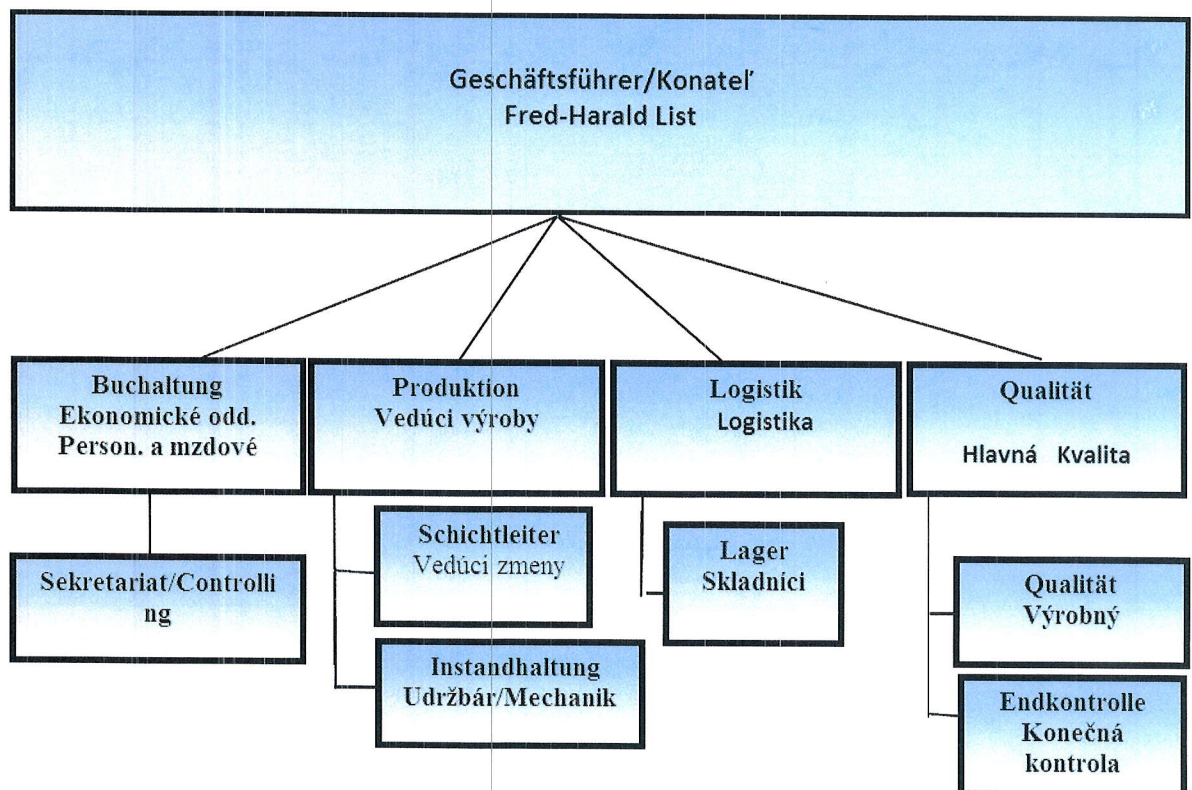 Geschäftsführer/Konateľ
Fred-Harald List
Buchaltung
Ekonomické odd.
Person. a mzdové
Produktion
Vedúci výroby
Logistik
Logistika
Qualität
Hlavná Kvalita
Sekretariat/Controlli
ng
Schichtleiter
Vedúci zmeny
Instandhaltung
Udržbár/Mechanik
Lager
Skladníci
Qualität
Výrobný
Endkontrolle
Konečná
kontrola